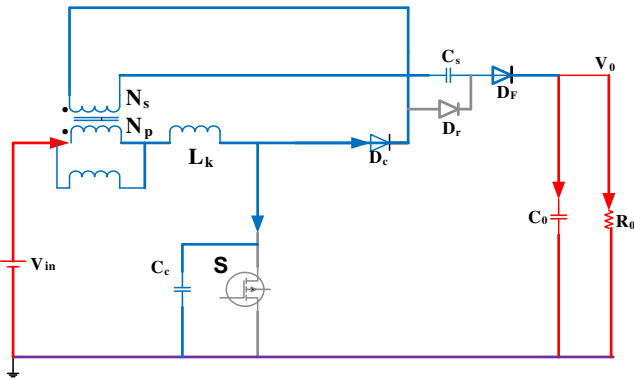 C_s
V_0
D_F
N_s
D_r
N_p
L_k
D_c
C_0
R_0
V_in
C_c
S